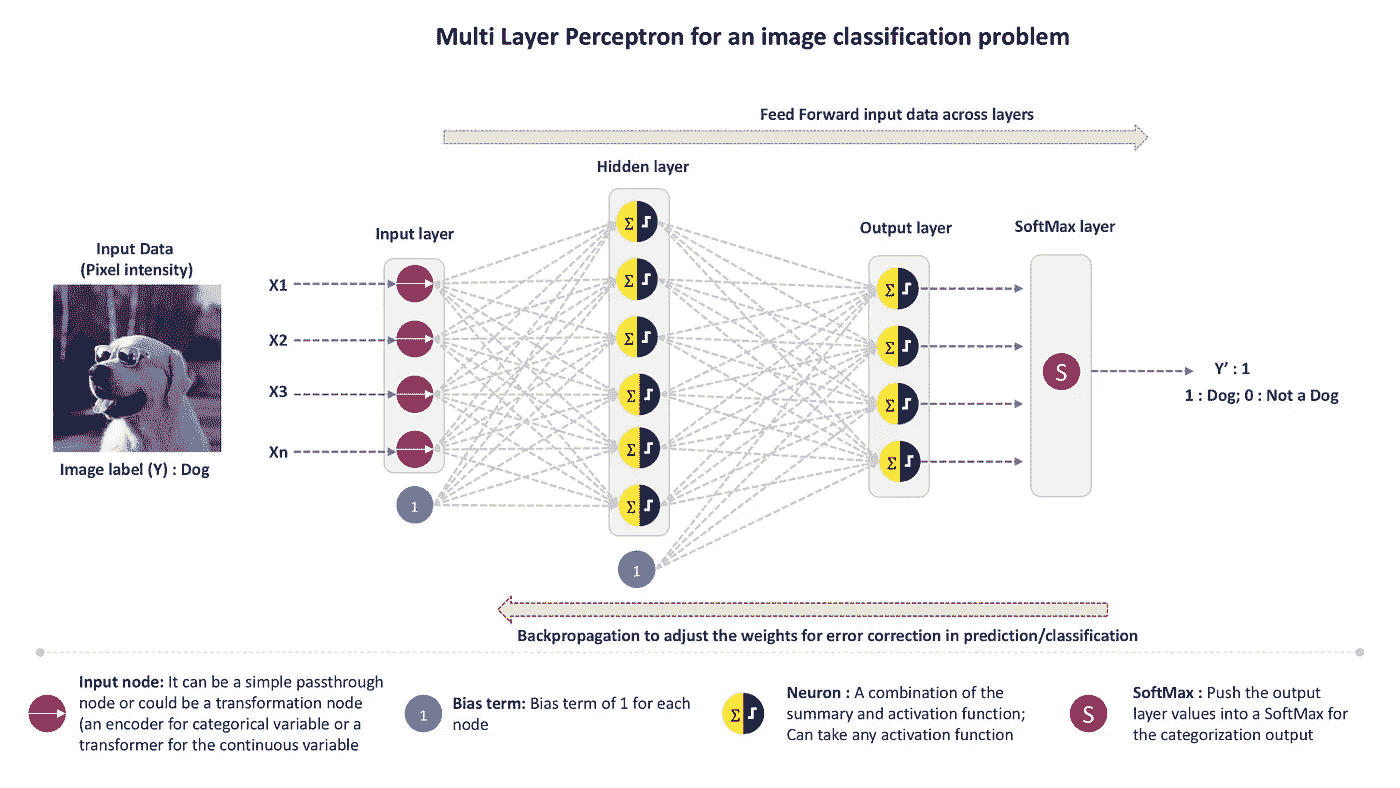 Multi Layer Perceptron for an image classification problem
Feed Forward input data across layers
Hidden layer
Input layer
Output layer
SoftMax layer
Input Data
(Pixel intensity)
X1
X2
X3
Xn
Image label (Y) : Dog
Σ
Σ
Σ
Σ
Σ
Σ
1
1
Σ
Σ
Σ
Σ
S
Y’ : 1
1 : Dog; 0 : Not a Dog
Backpropagation to adjust the weights for error correction in prediction/classification
Input node: It can be a simple passthrough
node or could be a transformation node
(an encoder for categorical variable or a
transformer for the continuous variable
1
Bias term: Bias term of 1 for each
node
Σ
Neuron : A combination of the
summary and activation function;
Can take any activation function
S
SoftMax : Push the output
layer values into a SoftMax for
the categorization output